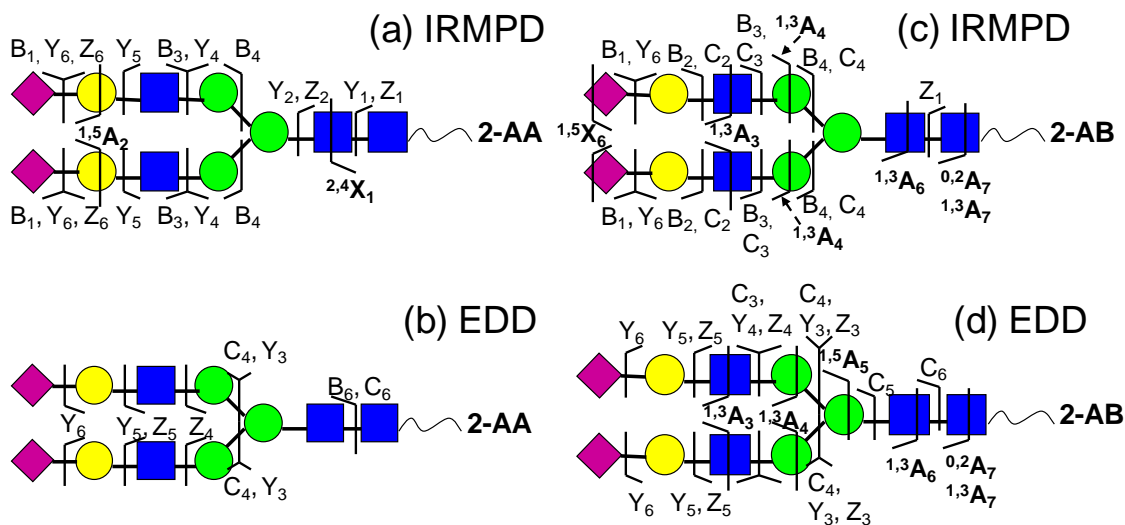 (a) IRMPD
B1, Y6, Z6 Y5 B3, Y4 B4
Y2, Z2 Y1, Z1
1,5A2
2-AA
2,4X1
B1, Y6, Z6 Y5 B3, Y4 B4
(c) IRMPD
B3, 1,3A4
B1, Y6 B2, C2 C3 B4, C4
Z1
1,5X6 1,3A3
2-AB
1,3A6 0,2A7
1,3A7
B1, Y6 B2, C2 B3, B4, C4
C3 1,3A4
(b) EDD
C4, Y3
B6, C6
Y6 Y5, Z5 Z4
2-AA
C4, Y3
(d) EDD
C3, C4,
Y6 Y5, Z5 Y4, Z4 Y3, Z3
1,5A5
C5 C6
1,3A3 1,3A4
2-AB
1,3A6 0,2A7
1,3A7
Y6 Y5, Z5 C4,
Y3, Z3